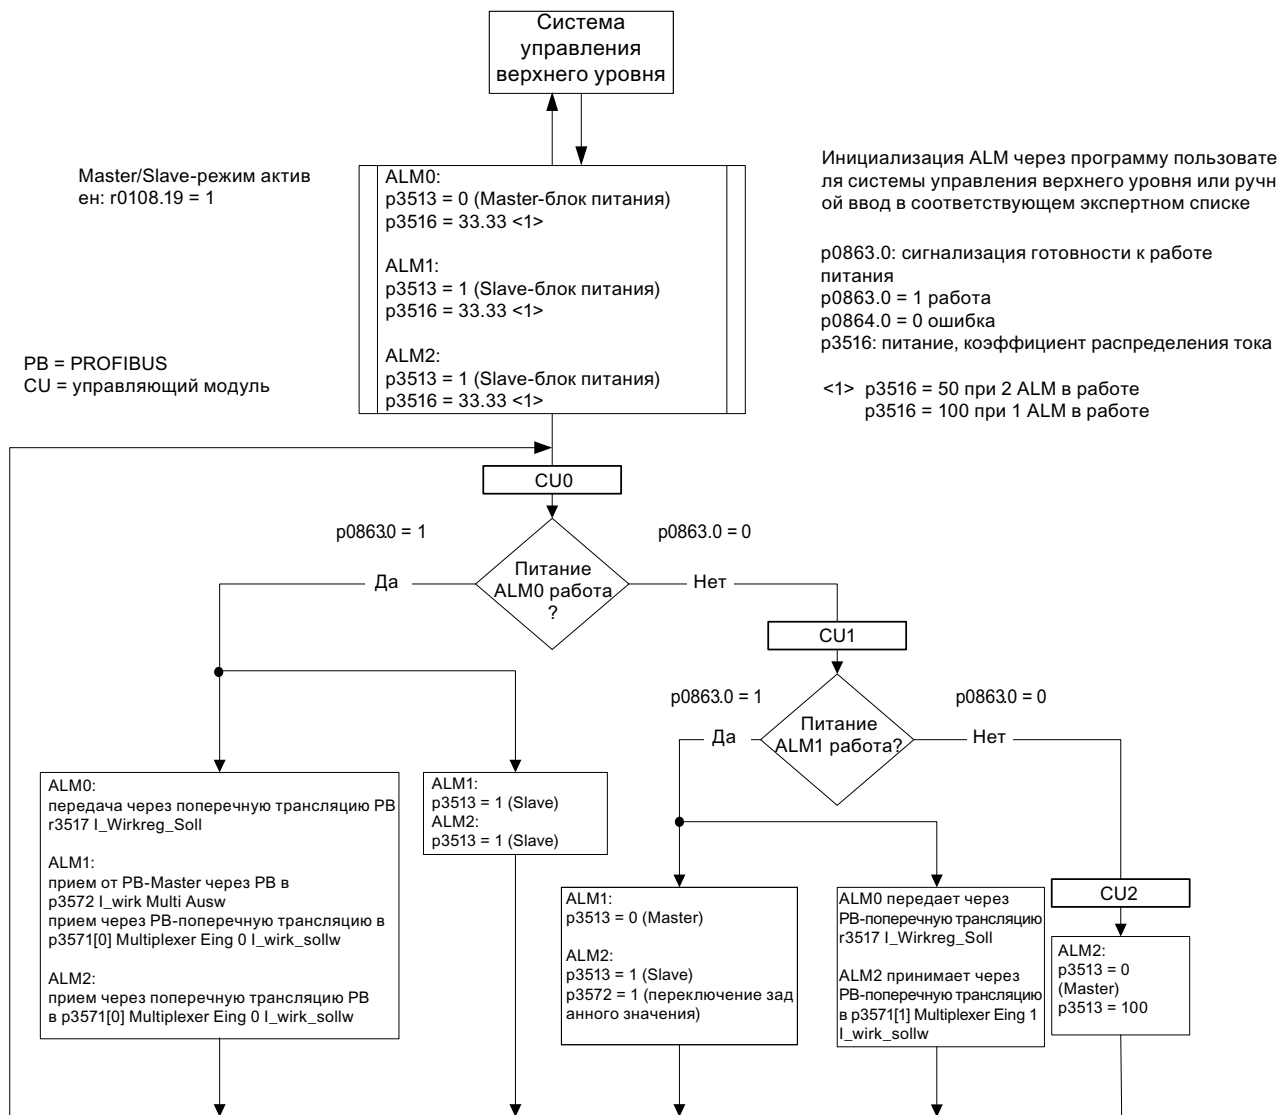 Система
управления
верхнего уровня
Master/Slave-режим актив
ен: r0108.19 = 1
PB = PROFIBUS
CU = управляющий модуль
ALM0:
p3513 = 0 (Master-блок питания)
p3516 = 33.33 <1>
ALM1:
p3513 = 1 (Slave-блок питания)
p3516 = 33.33 <1>
ALM2:
p3513 = 1 (Slave-блок питания)
p3516 = 33.33 <1>
Инициализация ALM через программу пользовате
ля системы управления верхнего уровня или ручн
ой ввод в соответствующем экспертном списке
p0863.0: сигнализация готовности к работе
питания
p0863.0 = 1 работа
p0864.0 = 0 ошибка
p3516: питание, коэффициент распределения тока
<1> p3516 = 50 при 2 ALM в работе
p3516 = 100 при 1 ALM в работе
CU0
p0863.0 = 1
p0863.0 = 0
Питание
ALM0 работа
?
Да
Нет
CU1
p0863.0 = 1
p0863.0 = 0
Питание
ALM1 работа?
Да
Нет
ALM0:
передача через поперечную трансляцию PB
r3517 I_Wirkreg_Soll
ALM1:
прием от PB-Master через PB в
p3572 I_wirk Multi Ausw
прием через PB-поперечную трансляцию в
p3571[0] Multiplexer Eing 0 I_wirk_sollw
ALM2:
прием через поперечную трансляцию PB
в p3571[0] Multiplexer Eing 0 I_wirk_sollw
ALM1:
p3513 = 1 (Slave)
ALM2:
p3513 = 1 (Slave)
ALM1:
p3513 = 0 (Master)
ALM2:
p3513 = 1 (Slave)
p3572 = 1 (переключение зад
анного значения)
ALM0 передает через
PB-поперечную трансляцию
r3517 I_Wirkreg_Soll
ALM2 принимает через
PB-поперечную трансляцию
в p3571[1] Multiplexer Eing 1
I_wirk_sollw
CU2
ALM2:
p3513 = 0
(Master)
p3513 = 100